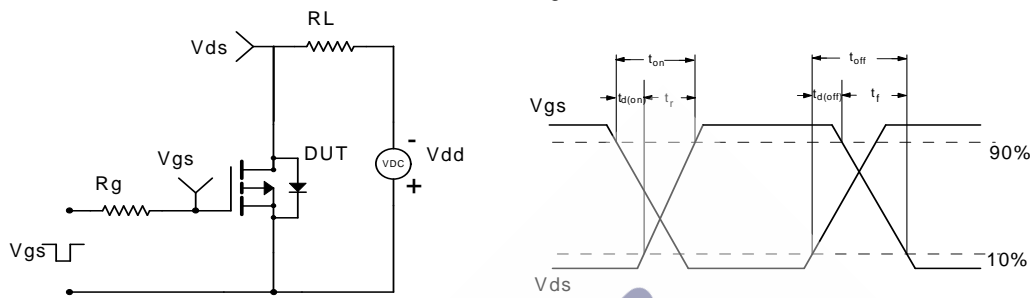 RL
Vds
Vgs
DUT
-
VDC
Vdd
+
Rg
Vgs
ton
toff
td(on)
tr
td(off)
tf
Vgs
90%
10%
Vds